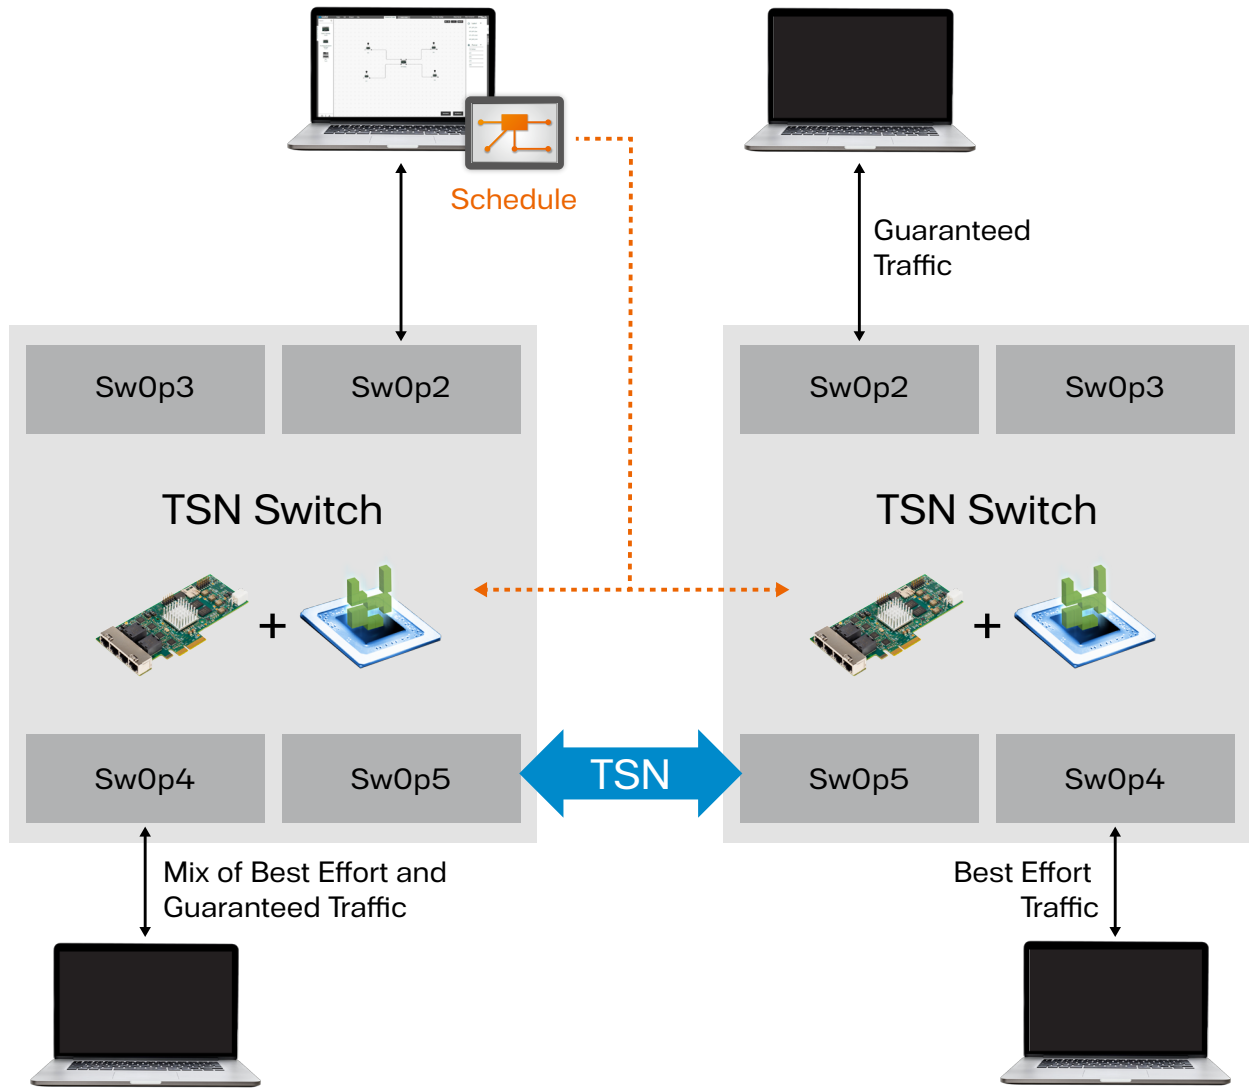 Schedule
Guaranteed
Traffic
Sw0p3
Sw0p2
Sw0p2
Sw0p3
TSN Switch
TSN Switch
+
+
Sw0p4
Sw0p5
TSN
Sw0p5
Sw0p4
Mix of Best Effort and
Guaranteed Traffic
Best Effort
Traffic